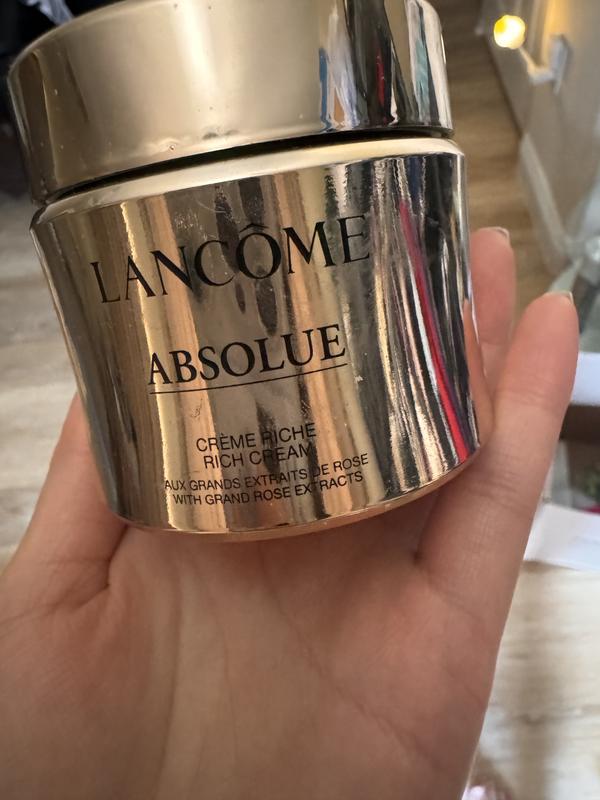 LANCÔME
ABSOLUE
CRÈME RICHE
RICH CREAM
AUX GRANDS EXTRAITS DE ROSE
WITH GRAND ROSE EXTRACTS